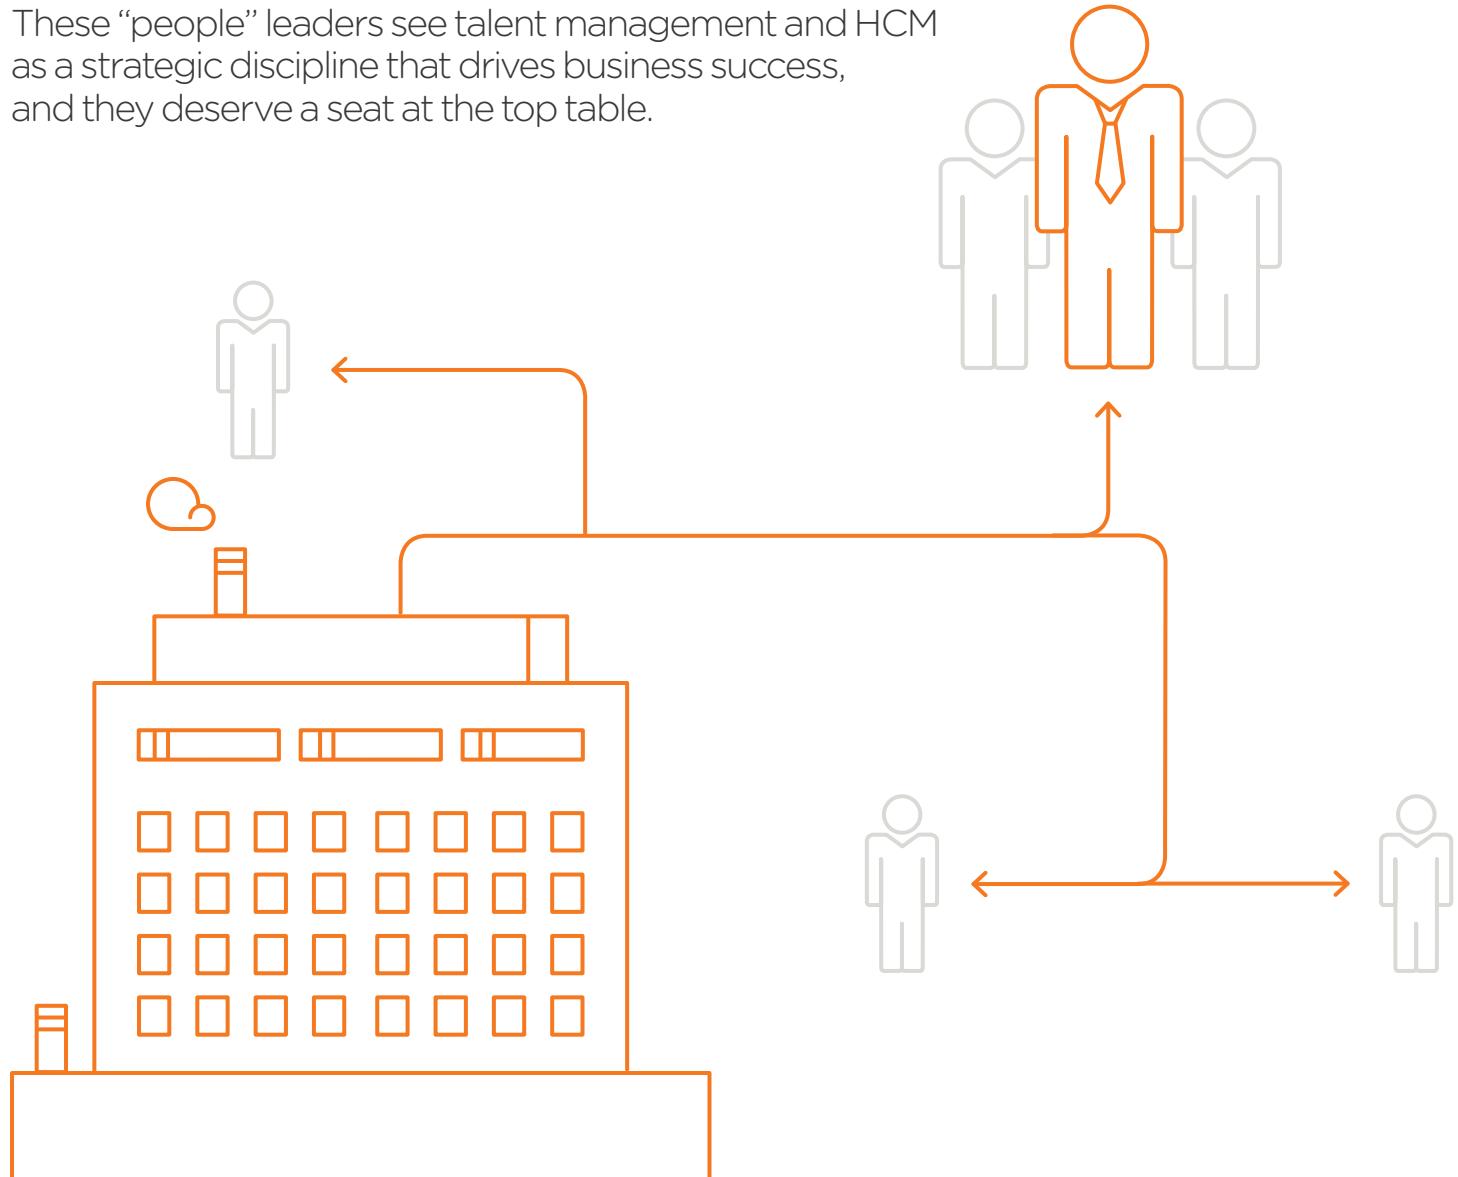 These “people” leaders see talent management and HCM
as a strategic discipline that drives business success,
and they deserve a seat at the top table.